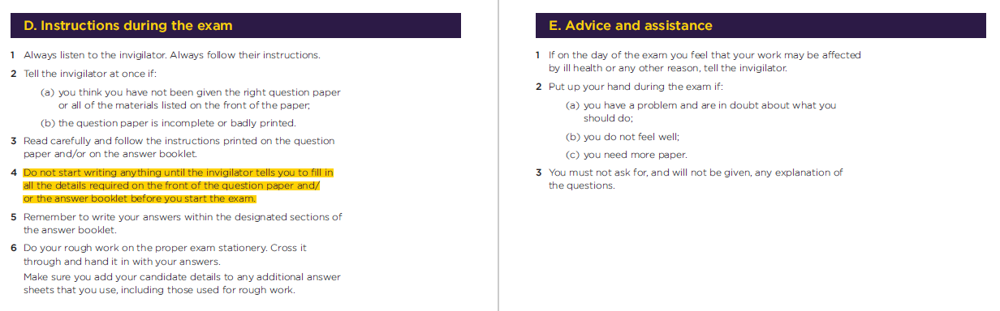 D. Instructions during the exam
1 Always listen to the invigilator. Always follow their instructions.
2 Tell the invigilator at once if:
(a) you think you have not been given the right question paper
or all of the materials listed on the front of the paper;
(b) the question paper is incomplete or badly printed.
3 Read carefully and follow the instructions printed on the question
paper and/or on the answer booklet.
4 Do not start writing anything until the invigilator tells you to fill in
all the details required on the front of the question paper and/
or the answer booklet before you start the exam.
5 Remember to write your answers within the designated sections of
the answer booklet.
6 Do your rough work on the proper exam stationery. Cross it
through and hand it in with your answers.
Make sure you add your candidate details to any additional answer
sheets that you use, including those used for rough work.
E. Advice and assistance
1 If on the day of the exam you feel that your work may be affected
by ill health or any other reason, tell the invigilator.
2 Put up your hand during the exam if:
(a) you have a problem and are in doubt about what you
should do;
(b) you do not feel well;
(c) you need more paper.
3 You must not ask for, and will not be given, any explanation of
the questions.